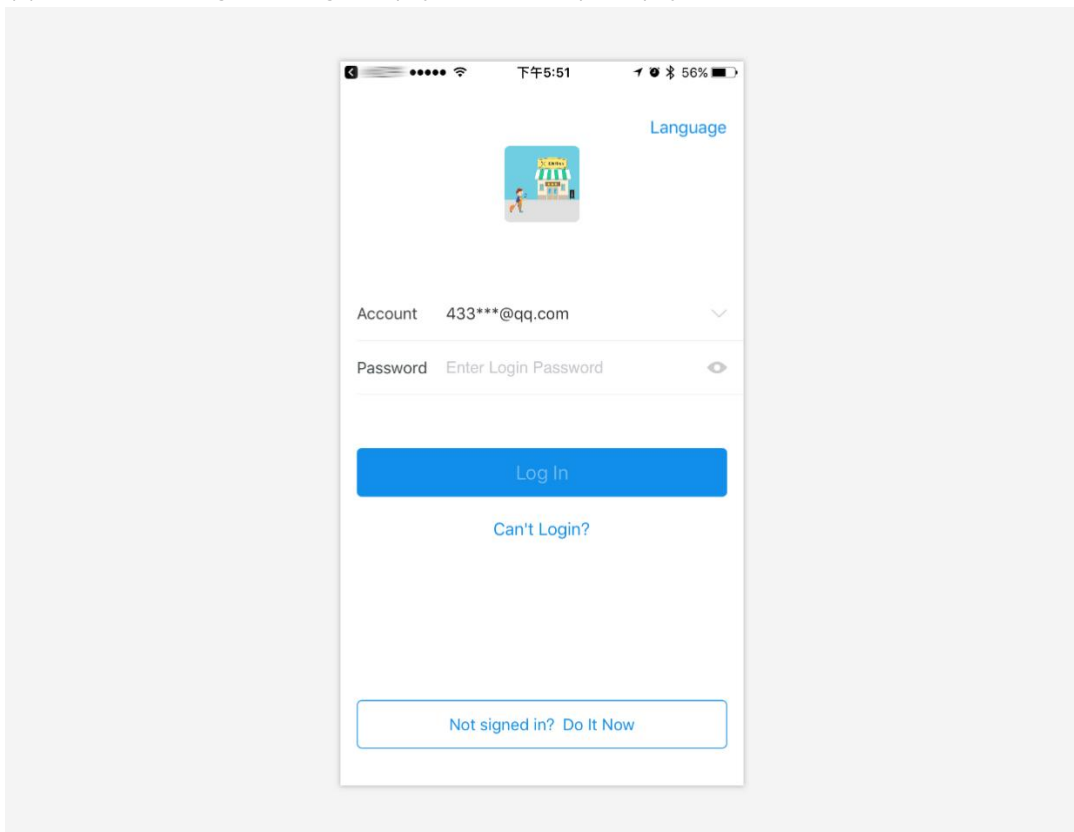 下午5:51
56%
Language
Account 433***@qq.com
Password Enter Login Password
Log In
Can't Login?
Not signed in? Do It Now